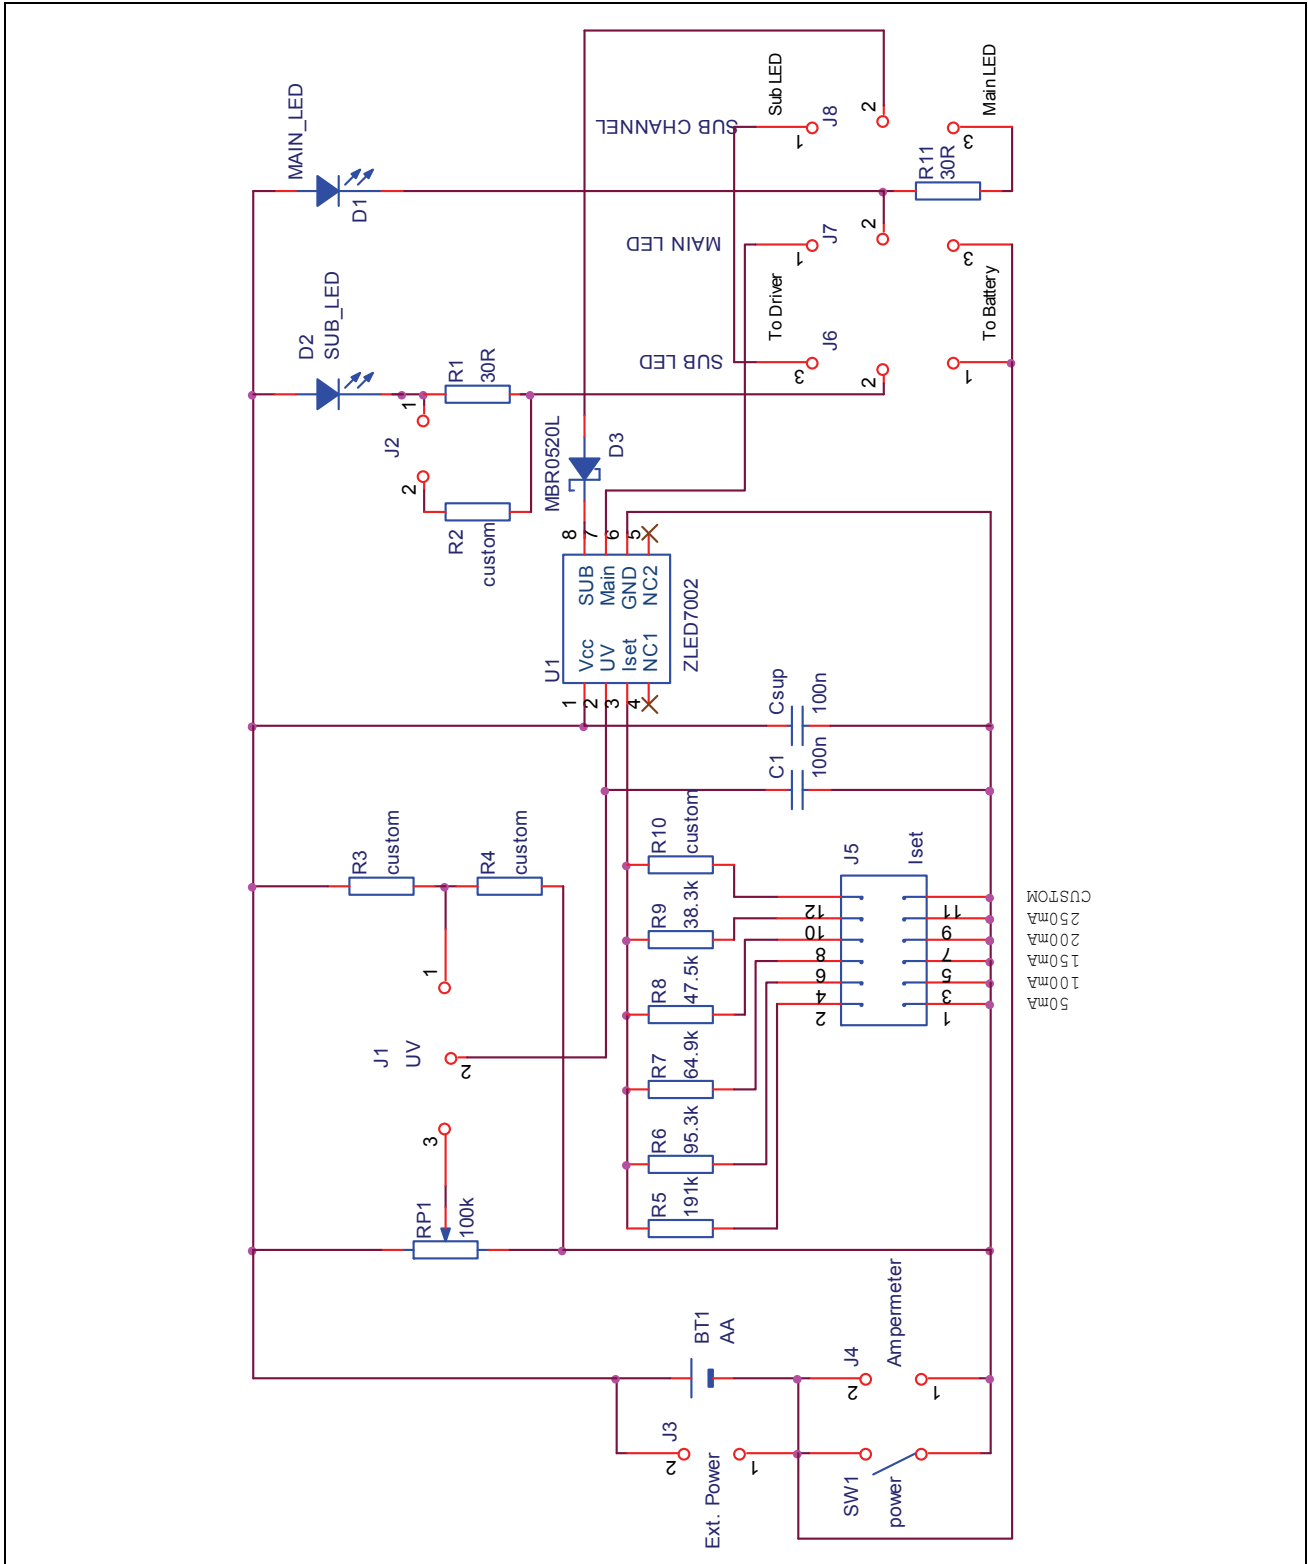 MAIN_LED
D1
D2
SUB_LED
SUB CHANNEL
Sub LED
J8
1
2
3
Main LED
R11
30R
MAIN LED
J7
1
2
3
To Driver
To Battery
SUB LED
J6
3
2
1
R1
30R
J2
1
2
R2
custom
MBR0520L
D3
8
7
6
5
SUB
Main
GND
NC2
Vcc
UV
Iset
NC1
U1
ZLED7002
1
2
3
4
Csup
100n
C1
100n
R3
custom
R4
custom
J1
UV
1
2
3
RP1
100k
R10
custom
R9
38.3k
R8
47.5k
R7
64.9k
R6
95.3k
R5
191k
J5
Iset
12
10
8
6
4
2
11
9
7
5
3
1
CUSTOM
250mA
200mA
150mA
100mA
50mA
BT1
AA
J3
2
1
Ext. Power
J4
Ampermeter
2
1
SW1
power